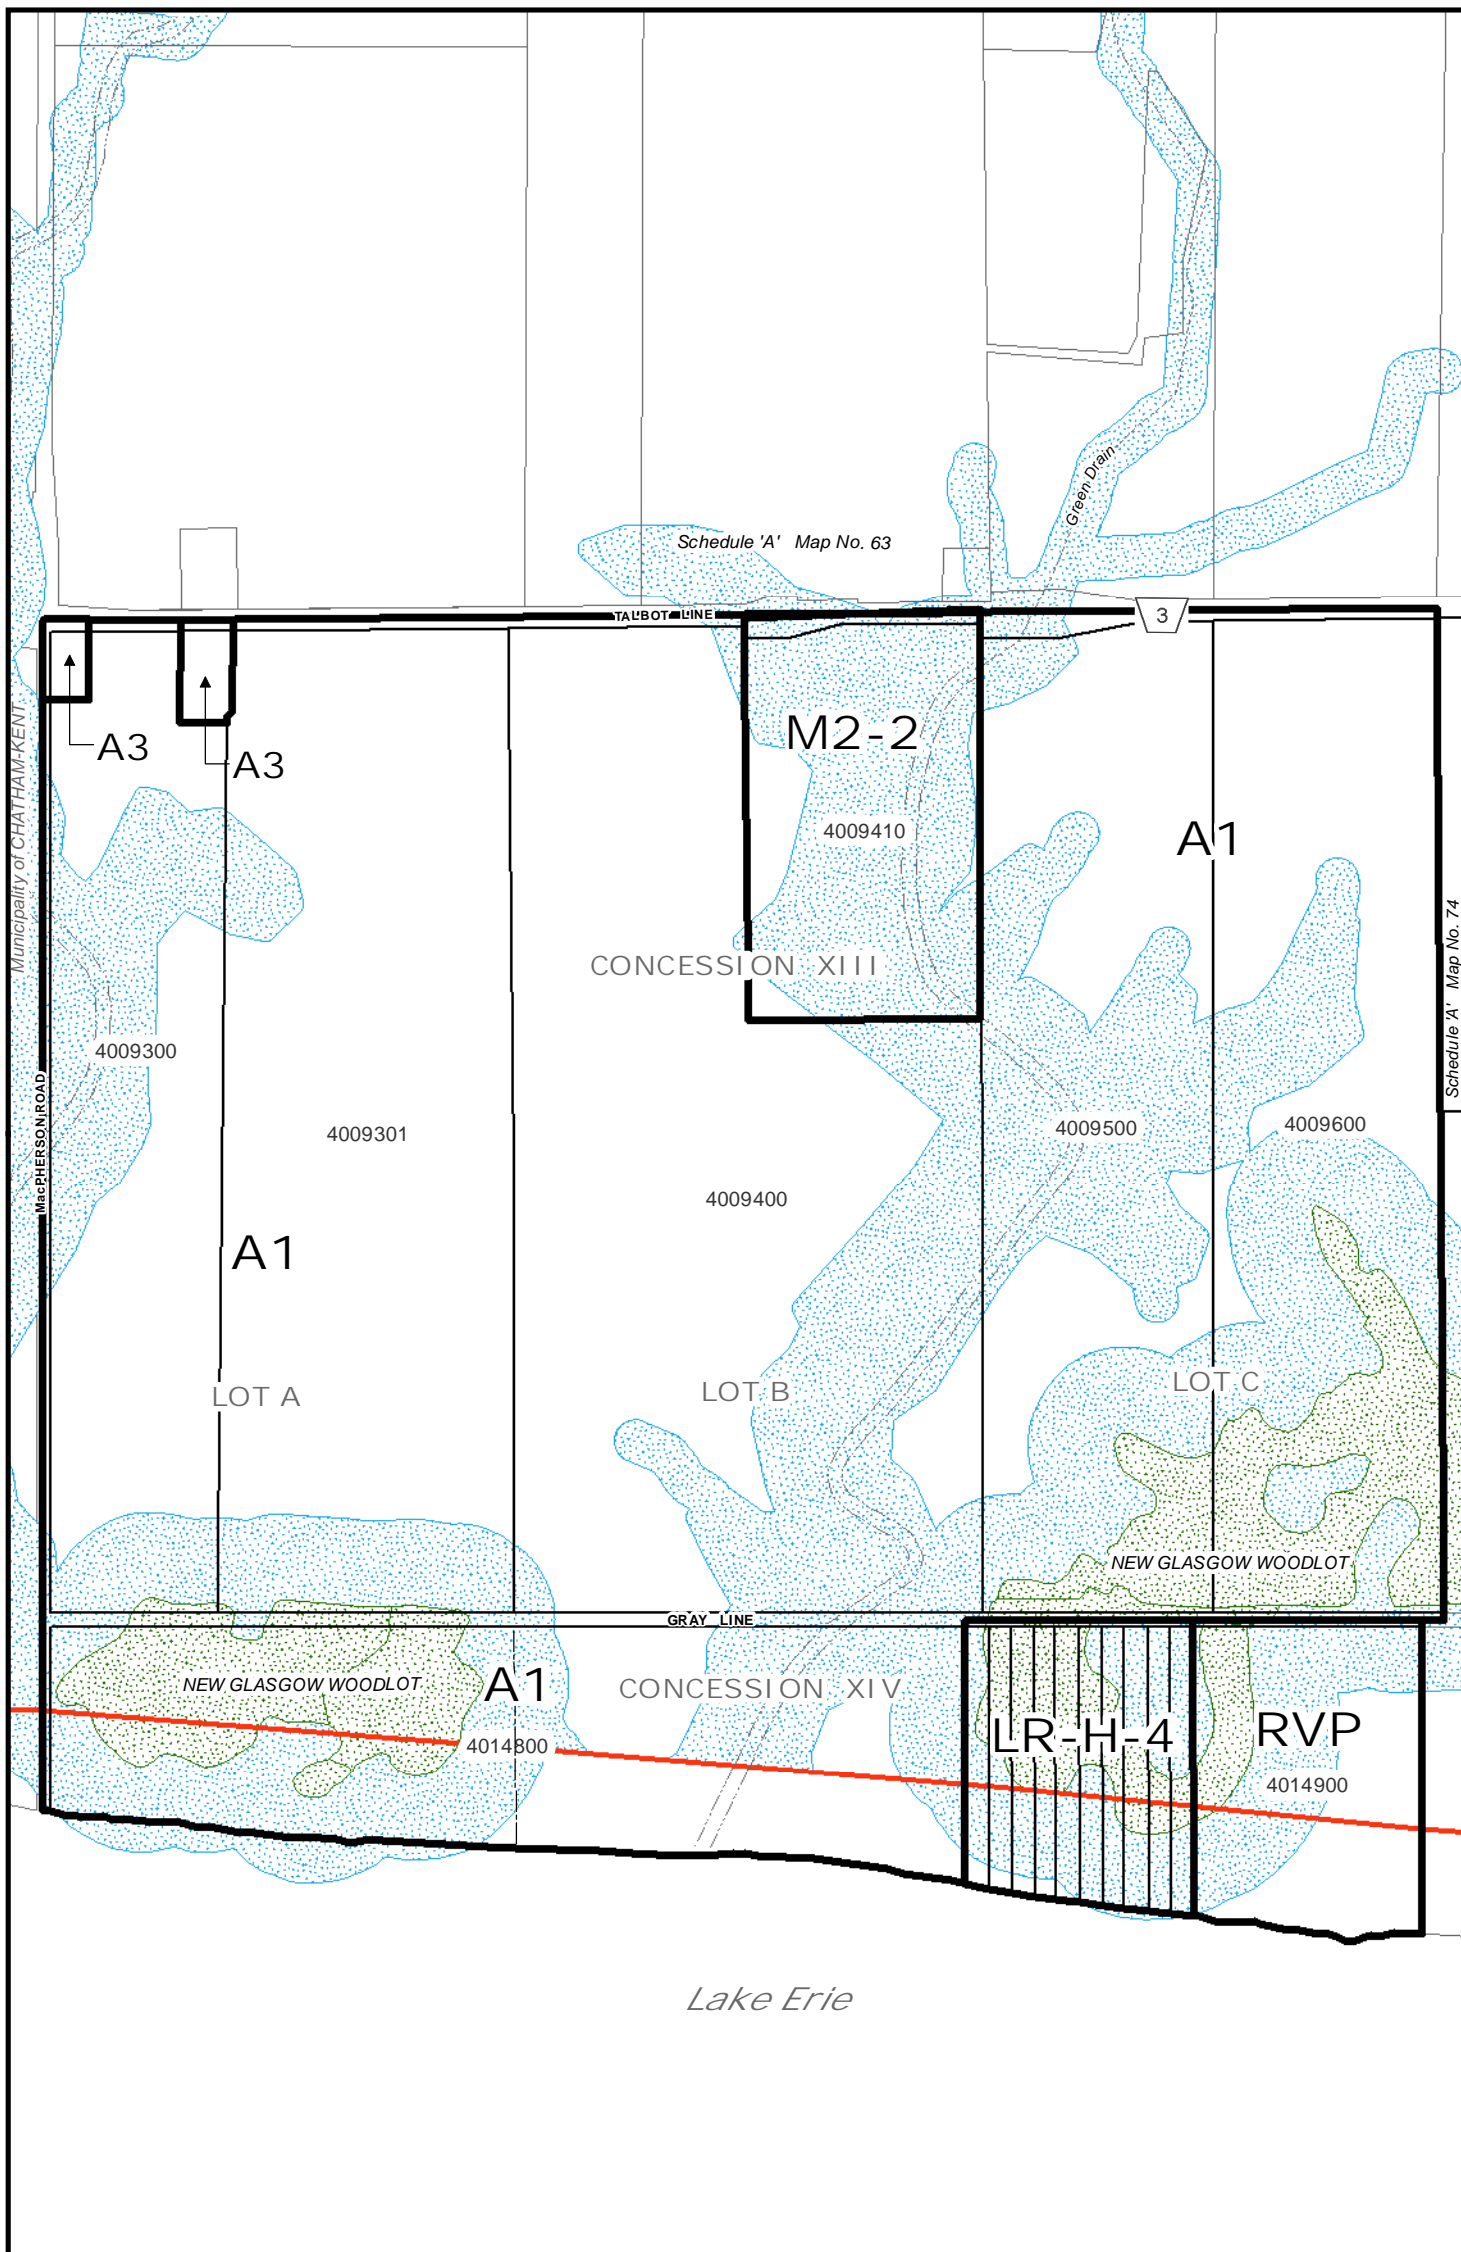 Green Drain
Schedule 'A' Map No. 63
TALBOT LINE
3
A3
A3
M2-2
4009410
A1
Municipality of CHATHAM-KENT
Schedule 'A' Map No. 74
CONCESSION XIII
4009300
MacPHERSON ROAD
4009301
4009400
4009500
4009600
A1
LOT A
LOT B
LOT C
NEW GLASGOW WOODLOT
GRAY LINE
NEW GLASGOW WOODLOT
A1
CONCESSION XIV
4014800
LR-H-4
RVP
4014900
Lake Erie